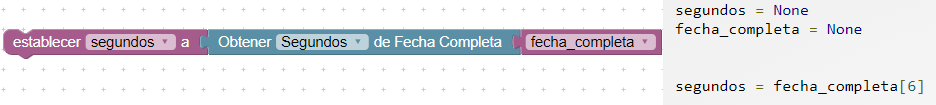 establecer segundos a Obtener Segundos de Fecha Completa fecha_completa
segundos = None
fecha_completa = None
segundos = fecha_completa[6]